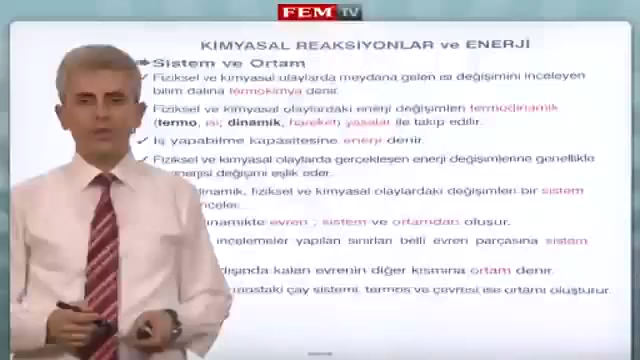 FEM TV
KİMYASAL REAKSİYONLAR ve ENERJİ
Sistem ve Ortam
Fiziksel ve kimyasal olaylarda meydana gelen ısı değişimini inceleyen
bilim dalına termokimya denir.
Fiziksel ve kimyasal olaylardaki enerji değişimleri termodinamik
(termo, ısı; dinamik, hareket) yasalar ile takip edilir.
İş yapabilme kapasitesine enerji denir.
Fiziksel ve kimyasal olaylarda gerçekleşen enerji değişimlerine genellikle
enerjisi değişimi eşlik eder.
dinamik, fiziksel ve kimyasal olaylardaki değişimleri bir sistem
inceler.
dinamikte evren ; sistem ve ortamdan oluşur.
incelemeler yapılan sınırları belli evren parçasına sistem
dışında kalan evrenin diğer kısmına ortam denir.
termostaki çay sistemi, termos ve çevresi ise ortamı oluşturur.